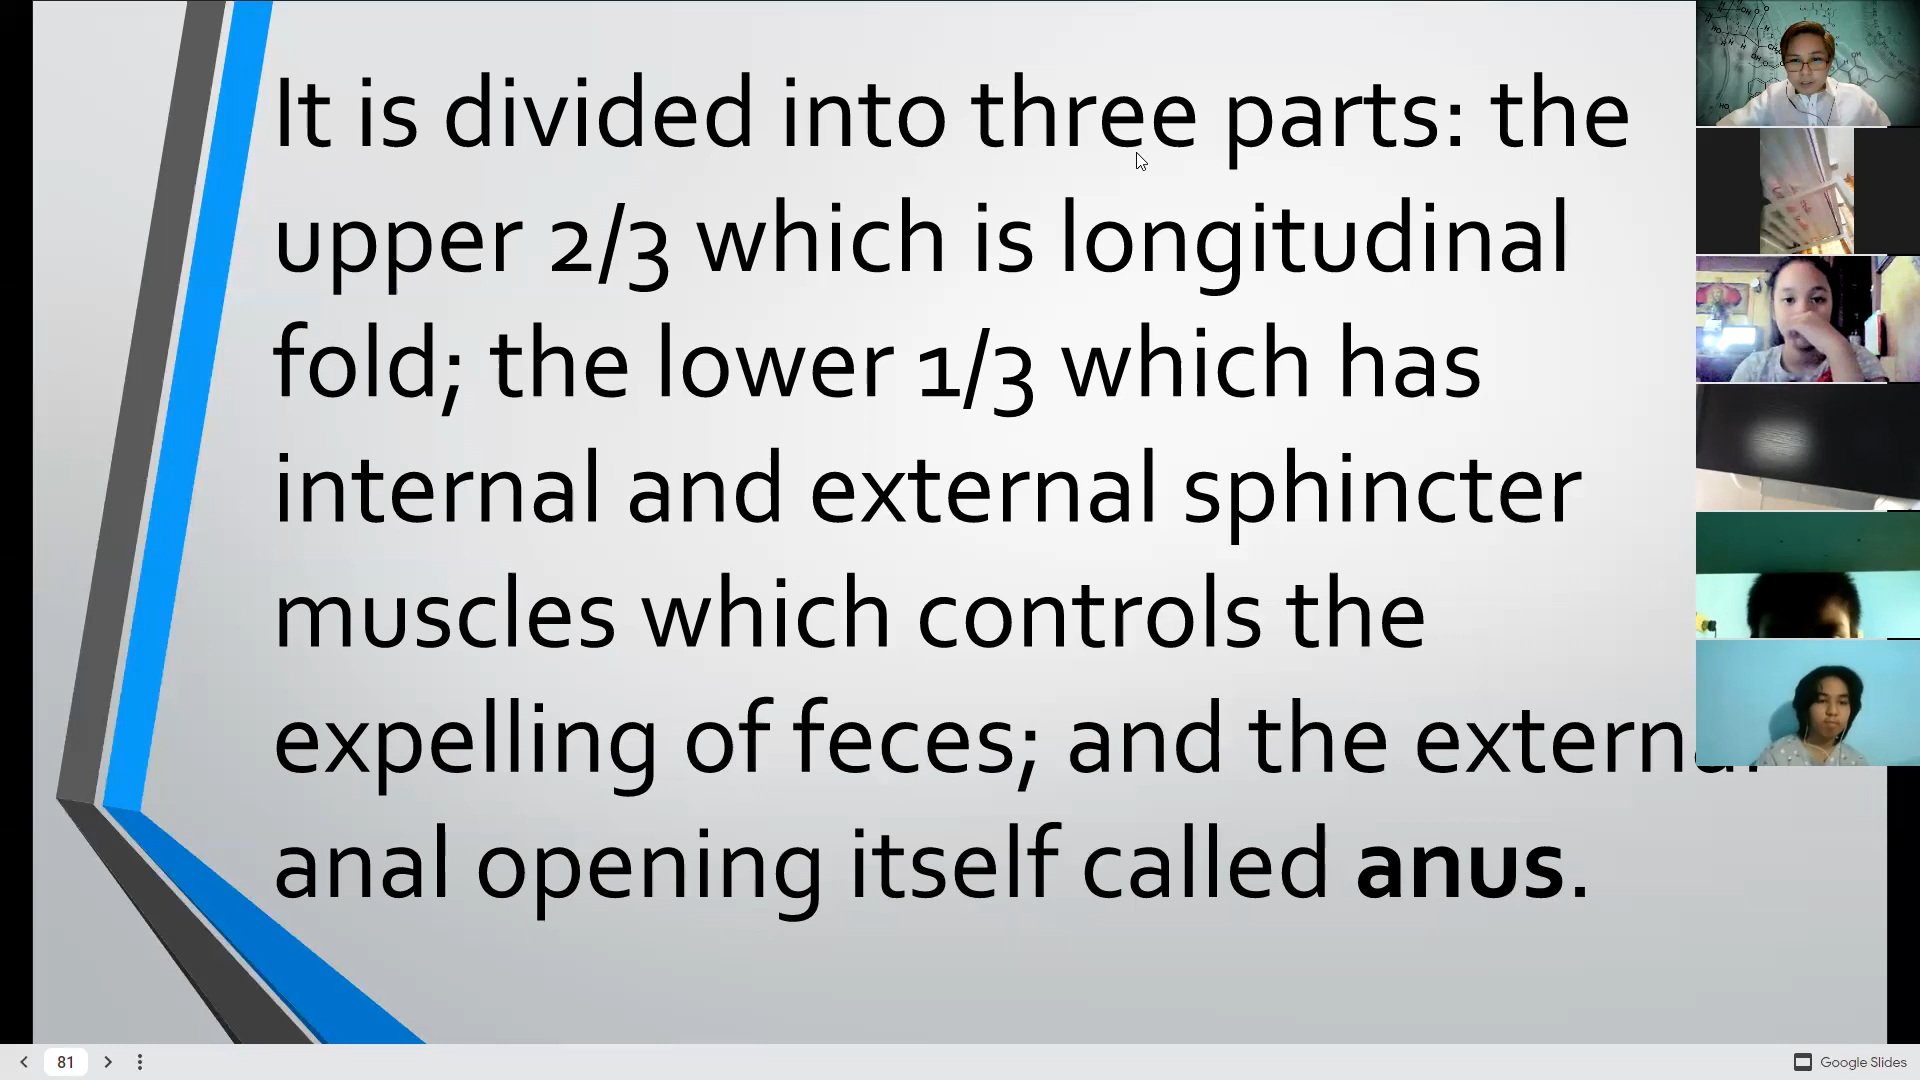 It is divided into three parts: the
upper 2/3 which is longitudinal
fold; the lower 1/3 which has
internal and external sphincter
muscles which controls the
expelling of feces; and the external
anal opening itself called anus.
81
Google Slides